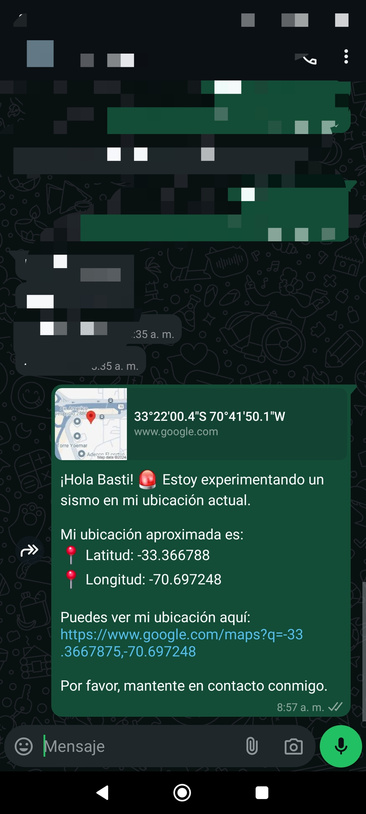 :35 a. m.
:35 a. m.
33°22'00.4"S 70°41'50.1"W
www.google.com
¡Hola Basti! 🚨 Estoy experimentando un
sismo en mi ubicación actual.
Mi ubicación aproximada es:
📍 Latitud: -33.366788
📍 Longitud: -70.697248
Puedes ver mi ubicación aquí:
https://www.google.com/maps?q=-33
.3667875,-70.697248
Por favor, mantente en contacto conmigo.
8:57 a. m.
Mensaje